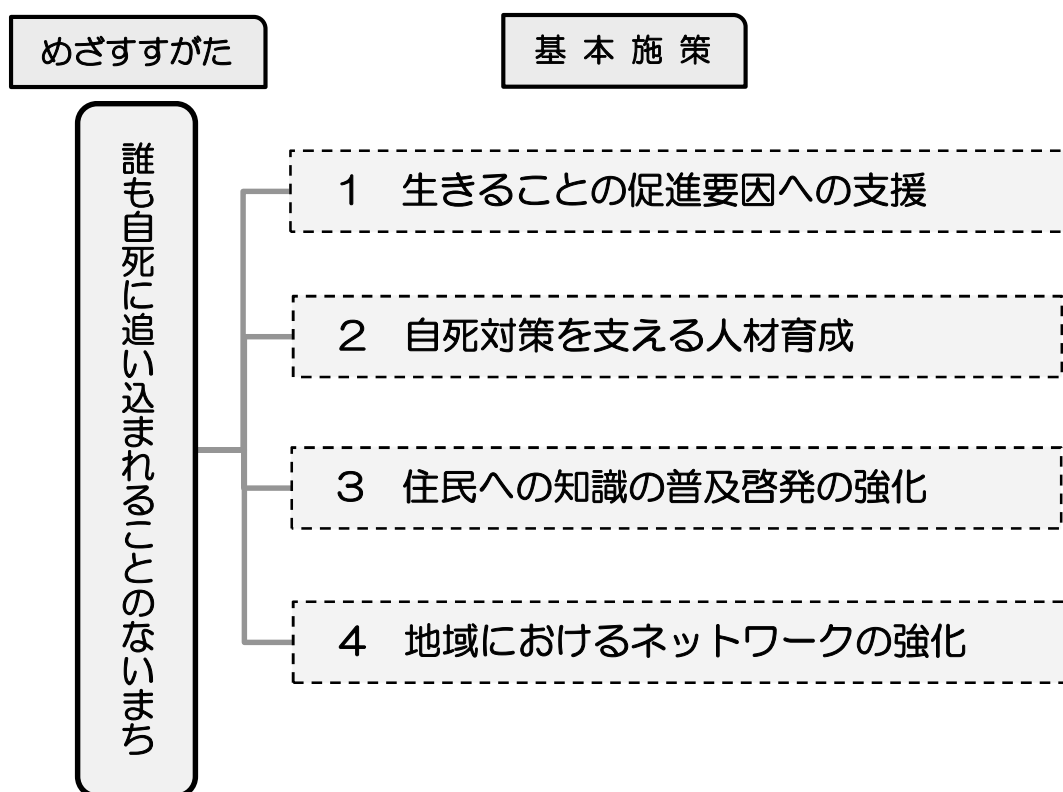 めざすすがた
基本施策
誰も自死に追い込まれることのないまち
1 生きることの促進要因への支援
2 自死対策を支える人材育成
3 住民への知識の普及啓発の強化
4 地域におけるネットワークの強化